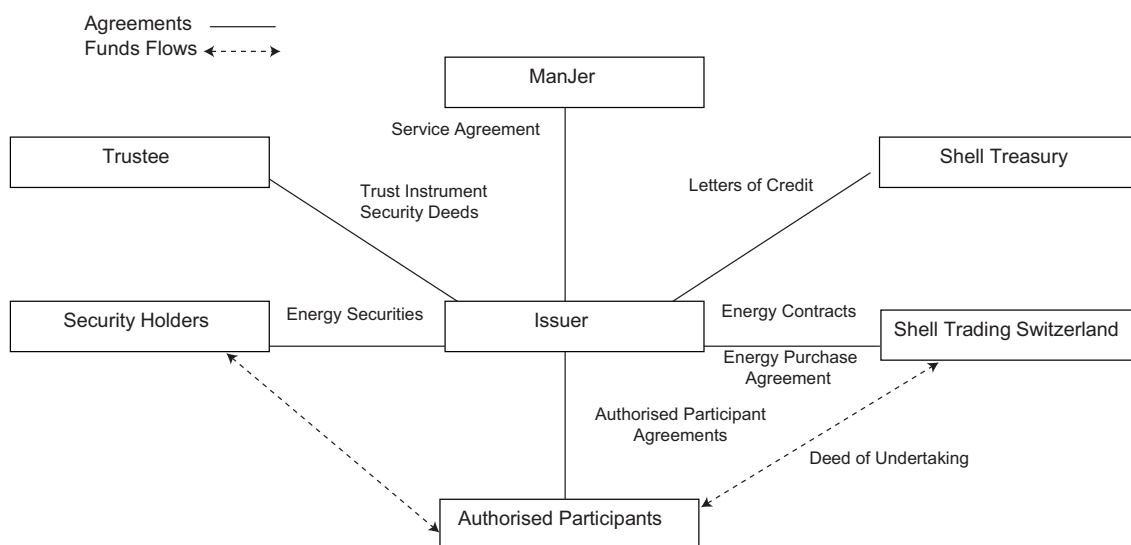 Agreements
Funds Flows
ManJer
Service Agreement
Trustee
Shell Treasury
Trust Instrument
Security Deeds
Letters of Credit
Security Holders
Energy Securities
Issuer
Energy Contracts
Shell Trading Switzerland
Energy Purchase
Agreement
Authorised Participant
Agreements
Deed of Undertaking
Authorised Participants